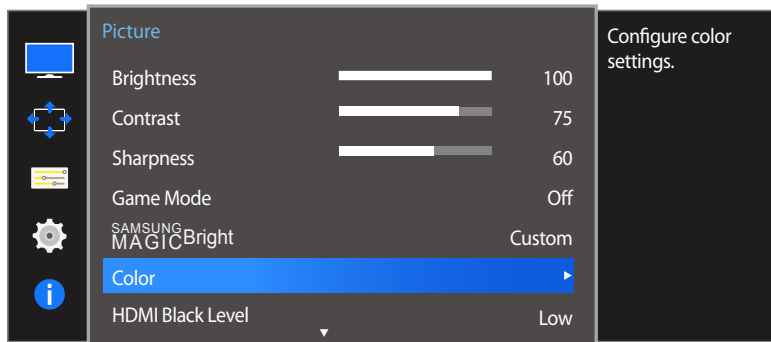 Picture
Brightness 100
Contrast 75
Sharpness 60
Game Mode Off
SAMSUNG
MAGICBright Custom
Color
HDMI Black Level Low
Configure color
settings.